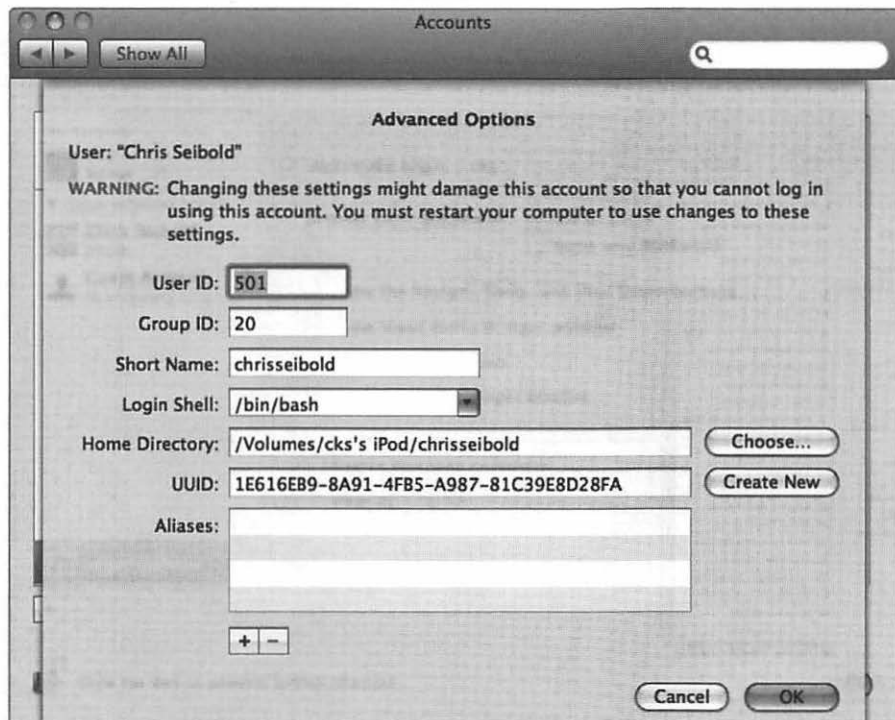 Accounts
Show All
Advanced Options
User: "Chris Seibold"
WARNING: Changing these settings might damage this account so that you cannot log in
using this account. You must restart your computer to use changes to these
settings.
User ID: 501
Group ID: 20
Short Name: chrisseibold
Login Shell: /bin/bash
Home Directory: /Volumes/cks's iPod/chrisseibold Choose...
UUID: 1E616EB9-8A91-4FB5-A987-81C39E8D28FA Create New
Aliases:
+ −
Cancel OK